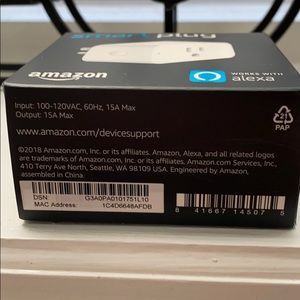 smart plug
amazon
WORKS WITH
alexa
Input: 100-120VAC, 60Hz, 15A Max
Output: 15A Max
www.amazon.com/devicesupport
21
PAP
©2018 Amazon.com, Inc. or its affiliates. Amazon, Alexa, and all related logos
are trademarks of Amazon.com, Inc. or its affiliates. Amazon.com Services, Inc.,
410 Terry Ave North, Seattle, WA 98109 USA. Engineered by Amazon,
assembled in China.
DSN: G3A0PA0101751L10
MAC Address: 1C4D6648AFDB
8 41667 14507 5